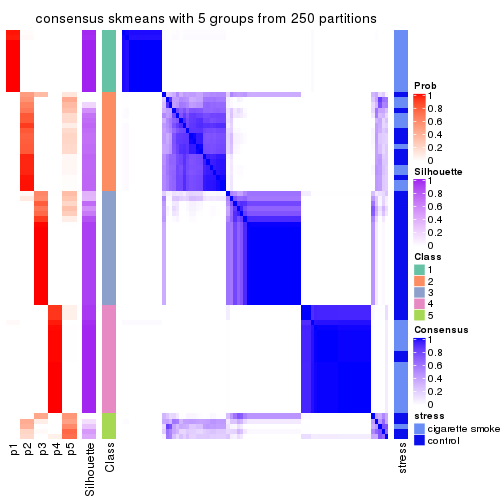 consensus skmeans with 5 groups from 250 partitions
Prob
1
0.8
0.6
0.4
0.2
0
Silhouette
1
0.8
0.6
0.4
0.2
0
Class
1
2
3
4
5
Consensus
1
0.8
0.6
0.4
0.2
0
stress
cigarette smoke
control
p1
p2
p3
p4
p5
Silhouette
Class
stress